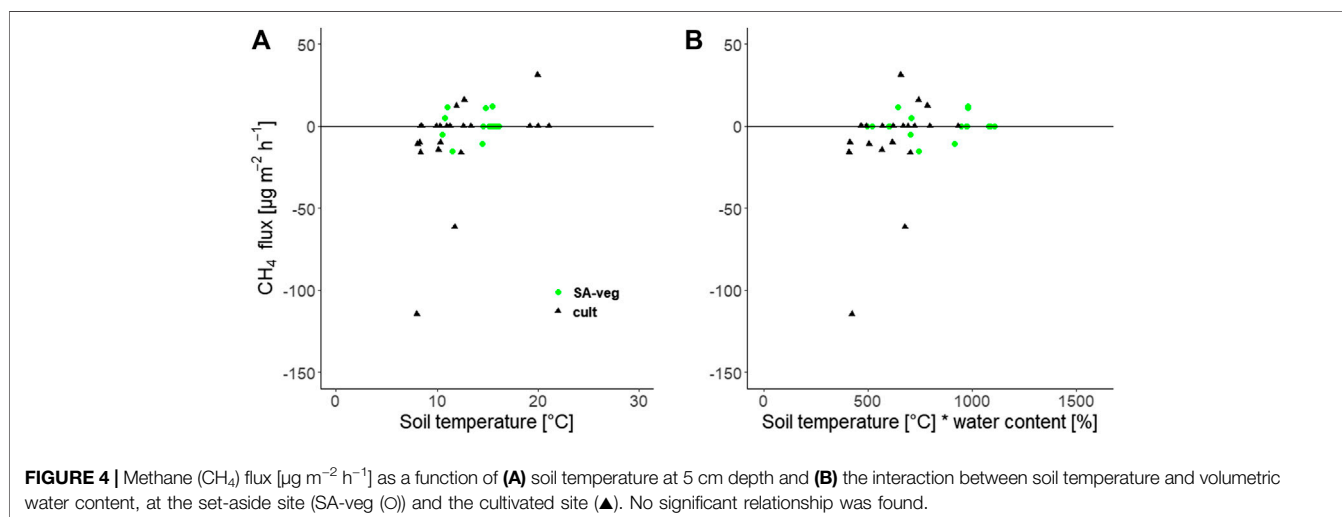 A
B
50
0
-50
-100
-150
CH₄ flux [µg m⁻² h⁻¹]
SA-veg
cult
0 10 20 30
Soil temperature [°C]
50
0
-50
-100
-150
0 500 1000 1500
Soil temperature [°C] * water content [%]
FIGURE 4 | Methane (CH₄) flux [µg m⁻² h⁻¹] as a function of (A) soil temperature at 5 cm depth and (B) the interaction between soil temperature and volumetric
water content, at the set-aside site (SA-veg (O)) and the cultivated site (▲). No significant relationship was found.